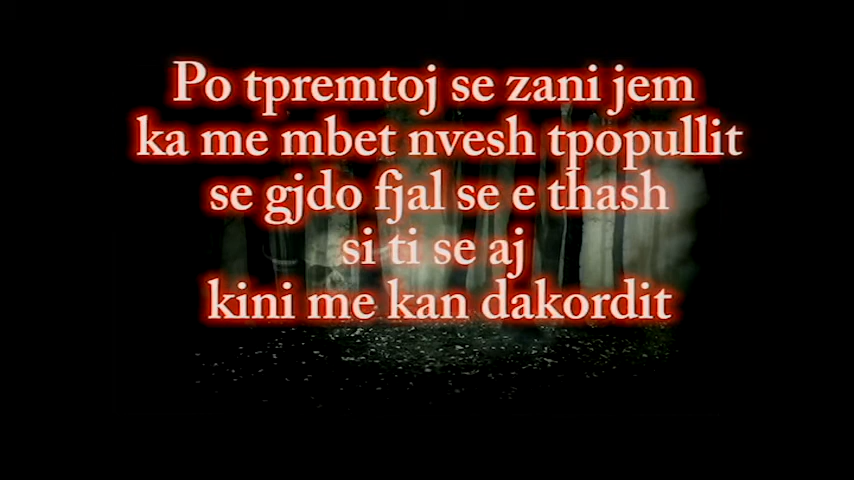 Po tpremtoj se zani jem
ka me mbet nvesh tpopullit
se gjdo fjal se e thash
si ti se aj
kini me kan dakordit